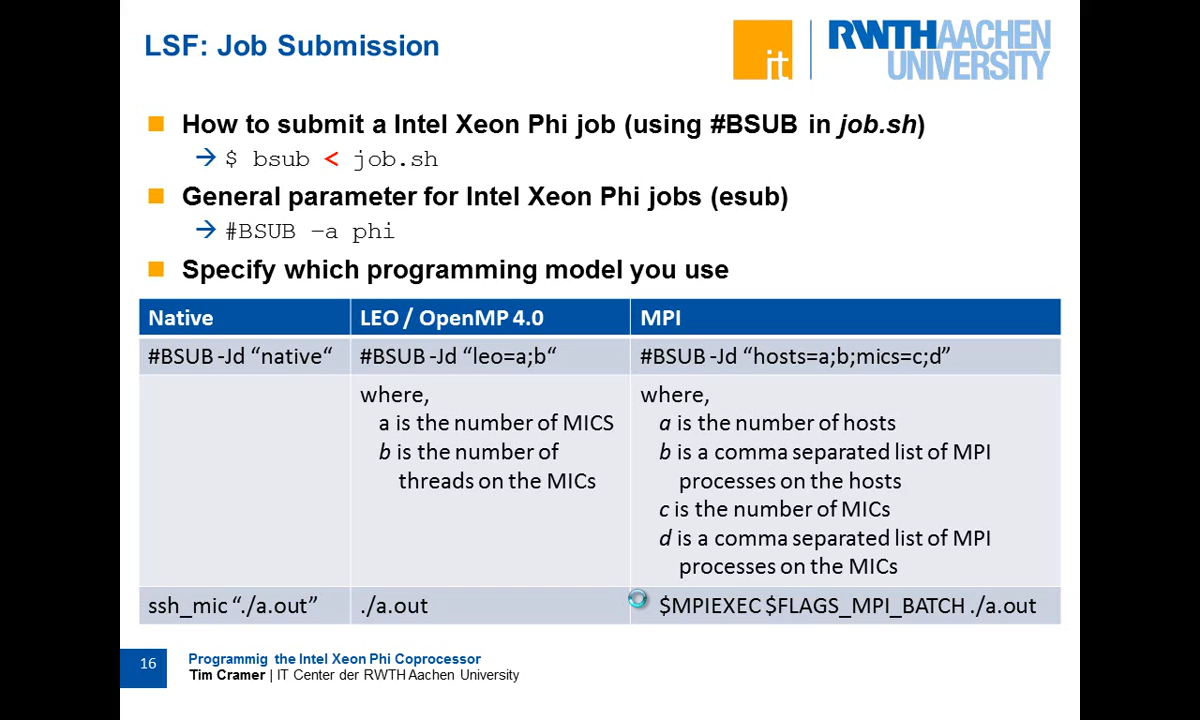 LSF: Job Submission
it
RWTHAACHEN
UNIVERSITY
How to submit a Intel Xeon Phi job (using #BSUB in job.sh)
→ $ bsub < job.sh
General parameter for Intel Xeon Phi jobs (esub)
→ #BSUB –a phi
Specify which programming model you use
Native LEO / OpenMP 4.0 MPI
#BSUB -Jd “native“ #BSUB -Jd “leo=a;b“ #BSUB -Jd “hosts=a;b;mics=c;d”
where,
a is the number of MICS
b is the number of
threads on the MICs
where,
a is the number of hosts
b is a comma separated list of MPI
processes on the hosts
c is the number of MICs
d is a comma separated list of MPI
processes on the MICs
ssh_mic “./a.out” ./a.out $MPIEXEC $FLAGS_MPI_BATCH ./a.out
16
Programmig the Intel Xeon Phi Coprocessor
Tim Cramer | IT Center der RWTH Aachen University